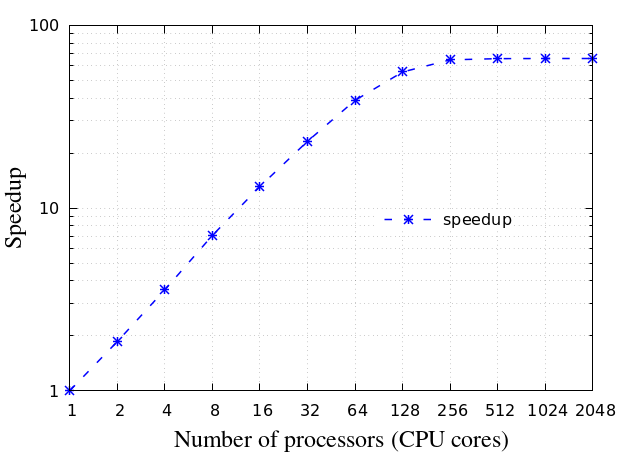 100
10
1
Speedup
speedup
1 2 4 8 16 32 64 128 256 512 1024 2048
Number of processors (CPU cores)